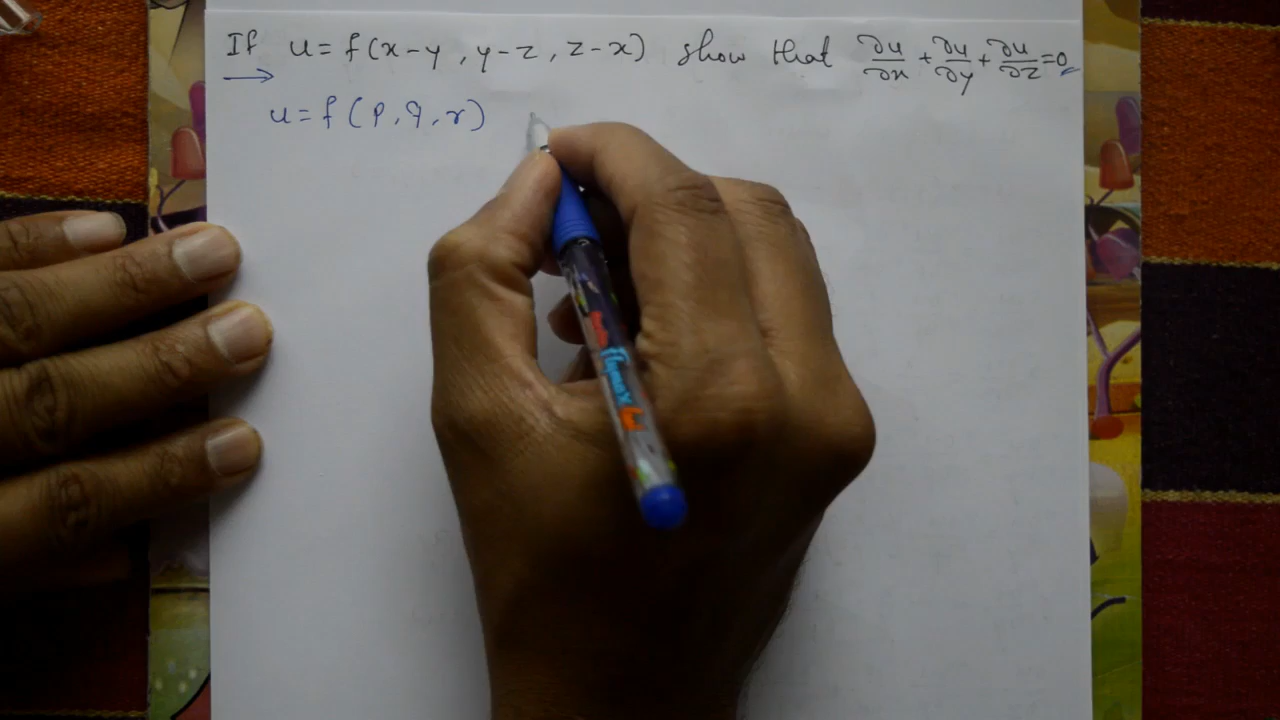 If u = f(x-y, y-z, z-x) show that ∂u/∂x + ∂u/∂y + ∂u/∂z = 0
u = f(p, q, r)